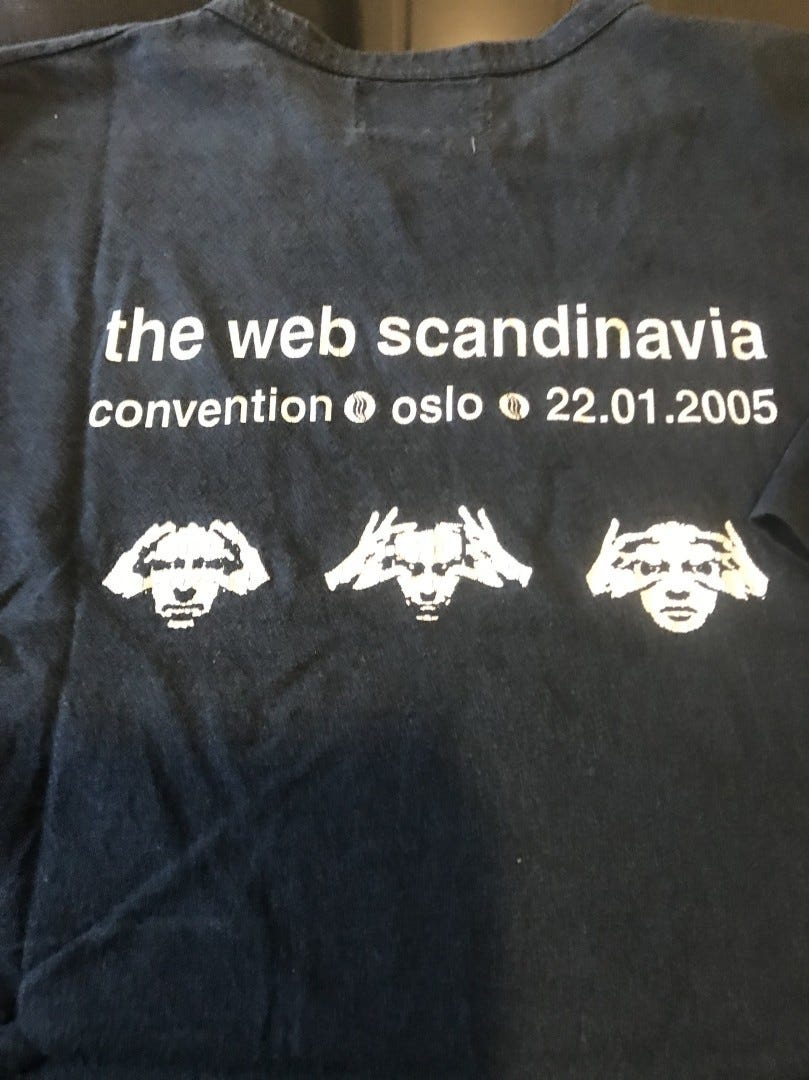 the web scandinavia
convention oslo 22.01.2005